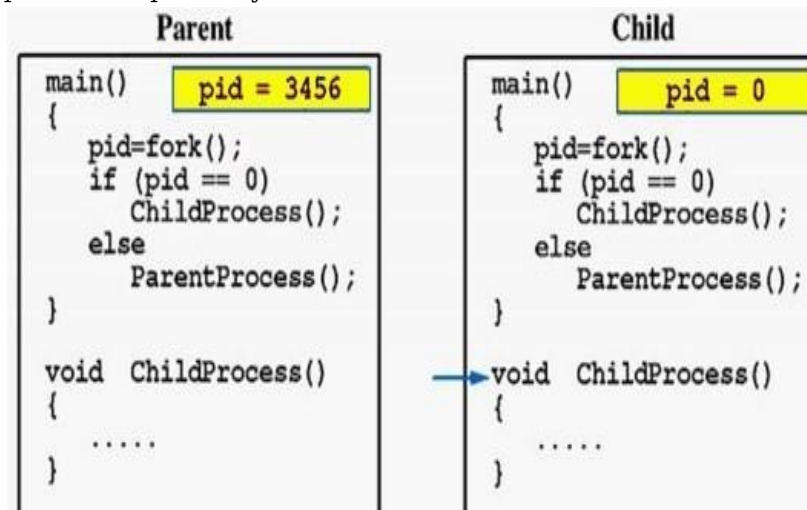 Parent
main()
pid = 3456
{
pid=fork();
if (pid == 0)
ChildProcess();
else
ParentProcess();
}
void ChildProcess()
{
.....
}
Child
main()
pid = 0
{
pid=fork();
if (pid == 0)
ChildProcess();
else
ParentProcess();
}
void ChildProcess()
{
.....
}